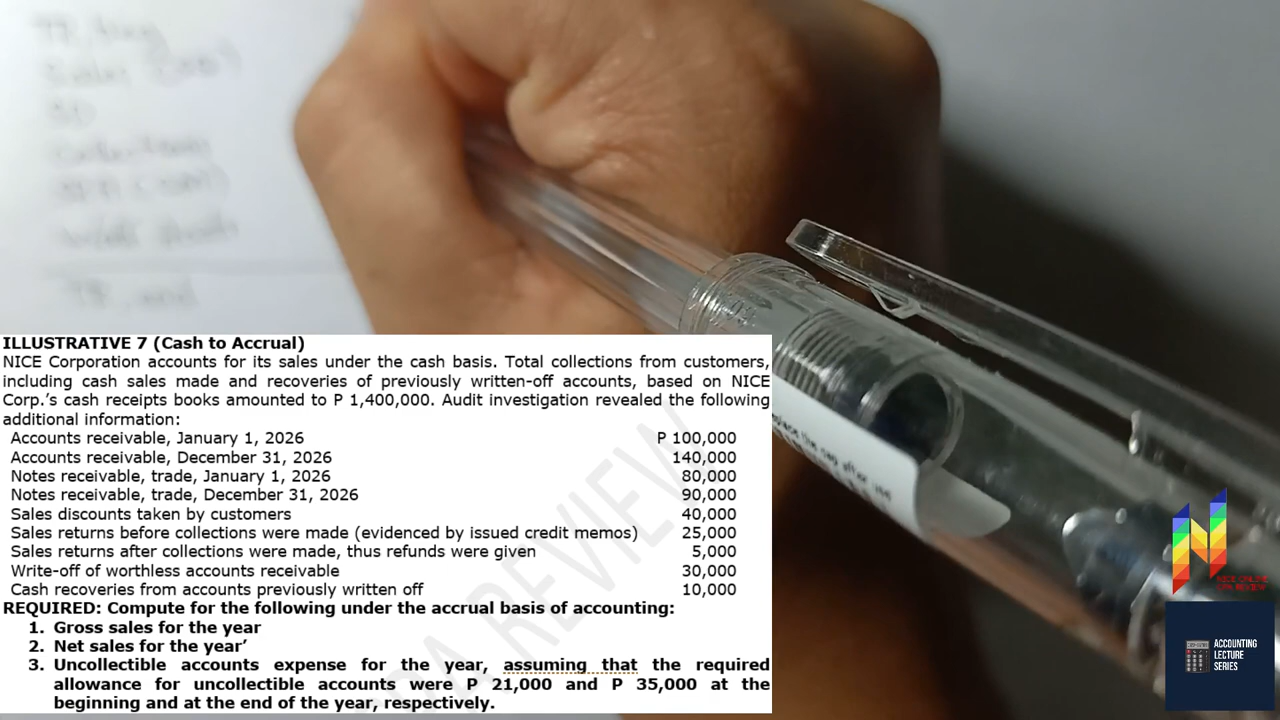 ILLUSTRATIVE 7 (Cash to Accrual)
NICE Corporation accounts for its sales under the cash basis. Total collections from customers,
including cash sales made and recoveries of previously written-off accounts, based on NICE
Corp.'s cash receipts books amounted to P 1,400,000. Audit investigation revealed the following
additional information:
Accounts receivable, January 1, 2026 P 100,000
Accounts receivable, December 31, 2026 140,000
Notes receivable, trade, January 1, 2026 80,000
Notes receivable, trade, December 31, 2026 90,000
Sales discounts taken by customers 40,000
Sales returns before collections were made (evidenced by issued credit memos) 25,000
Sales returns after collections were made, thus refunds were given 5,000
Write-off of worthless accounts receivable 30,000
Cash recoveries from accounts previously written off 10,000
REQUIRED: Compute for the following under the accrual basis of accounting:
1. Gross sales for the year
2. Net sales for the year’
3. Uncollectible accounts expense for the year, assuming that the required
allowance for uncollectible accounts were P 21,000 and P 35,000 at the
beginning and at the end of the year, respectively.
NICE ONLINE
CPA REVIEW
ACCOUNTING
LECTURE
SERIES